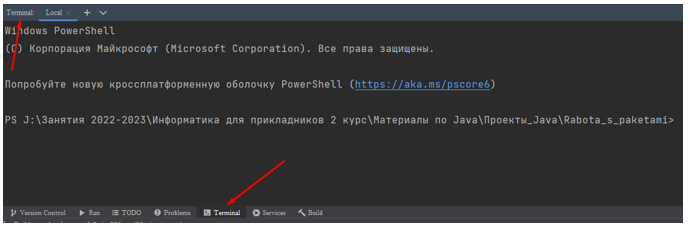 Terminal: Local × + ∨
Windows PowerShell
(C) Корпорация Майкрософт (Microsoft Corporation). Все права защищены.
Попробуйте новую кроссплатформенную оболочку PowerShell (https://aka.ms/pscore6)
PS J:\Занятия 2022-2023\Информатика для прикладников 2 курс\Материалы по Java\Проекты_Java\Rabota_s_paketami>
Version Control Run TODO Problems Terminal Services Build